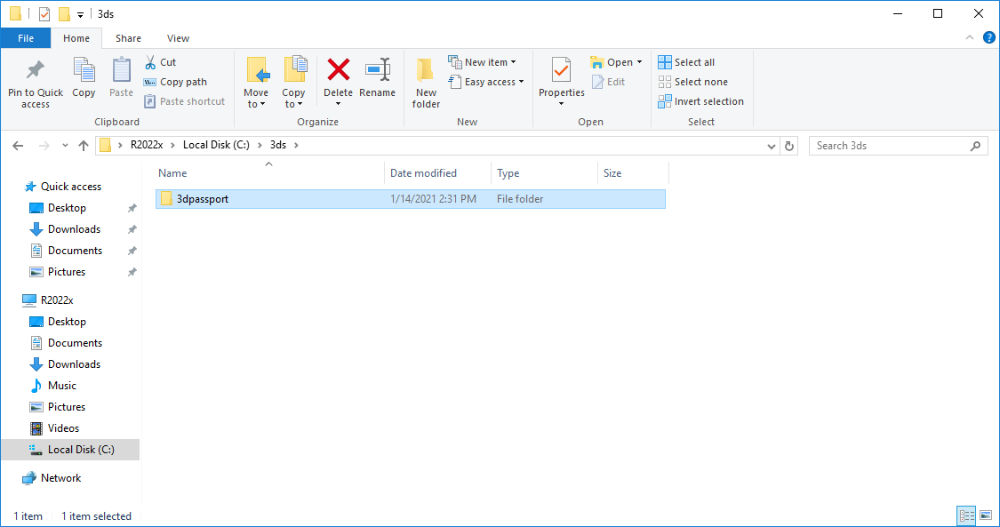 3ds
File Home Share View
Pin to Quick access
Copy
Paste
Cut
Copy path
Paste shortcut
Clipboard
Move to
Copy to
Delete
Rename
Organize
New folder
New item
Easy access
New
Properties
Open
Edit
Open
Select all
Select none
Invert selection
Select
R2022x Local Disk (C:) 3ds
Search 3ds
Name Date modified Type Size
3dpassport 1/14/2021 2:31 PM File folder
Quick access
Desktop
Downloads
Documents
Pictures
R2022x
Desktop
Documents
Downloads
Music
Pictures
Videos
Local Disk (C:)
Network
1 item 1 item selected